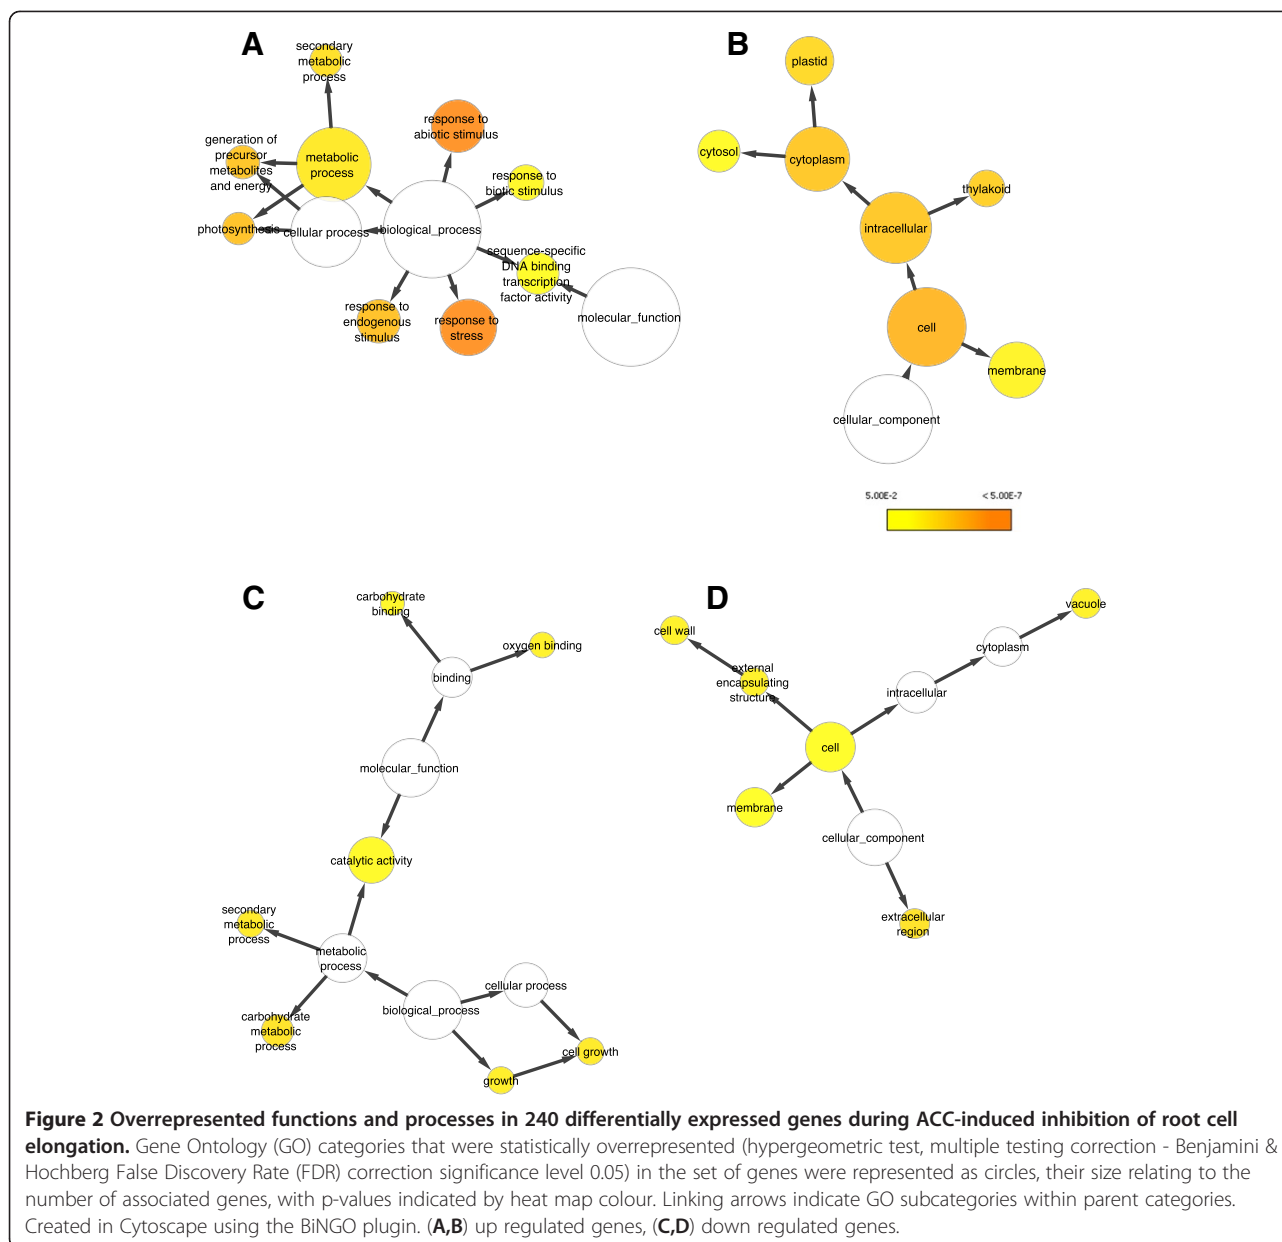 A
secondary
metabolic
process
generation of
precursor
metabolites
and energy
metabolic
process
response to
abiotic stimulus
response to
biotic stimulus
photosynthesis
cellular process
biological_process
sequence-specific
DNA binding
transcription
factor activity
response to
endogenous
stimulus
response to
stress
molecular_function
B
plastid
cytosol
cytoplasm
thylakoid
intracellular
cell
membrane
cellular_component
5.00E-2
< 5.00E-7
C
carbohydrate
binding
oxygen binding
binding
molecular_function
catalytic activity
secondary
metabolic
process
metabolic
process
cellular process
biological_process
carbohydrate
metabolic
process
cell growth
growth
D
vacuole
cell wall
cytoplasm
external
encapsulating
structure
intracellular
cell
membrane
cellular_component
extracellular
region
Figure 2 Overrepresented functions and processes in 240 differentially expressed genes during ACC-induced inhibition of root cell
elongation. Gene Ontology (GO) categories that were statistically overrepresented (hypergeometric test, multiple testing correction - Benjamini &
Hochberg False Discovery Rate (FDR) correction significance level 0.05) in the set of genes were represented as circles, their size relating to the
number of associated genes, with p-values indicated by heat map colour. Linking arrows indicate GO subcategories within parent categories.
Created in Cytoscape using the BiNGO plugin. (A,B) up regulated genes, (C,D) down regulated genes.